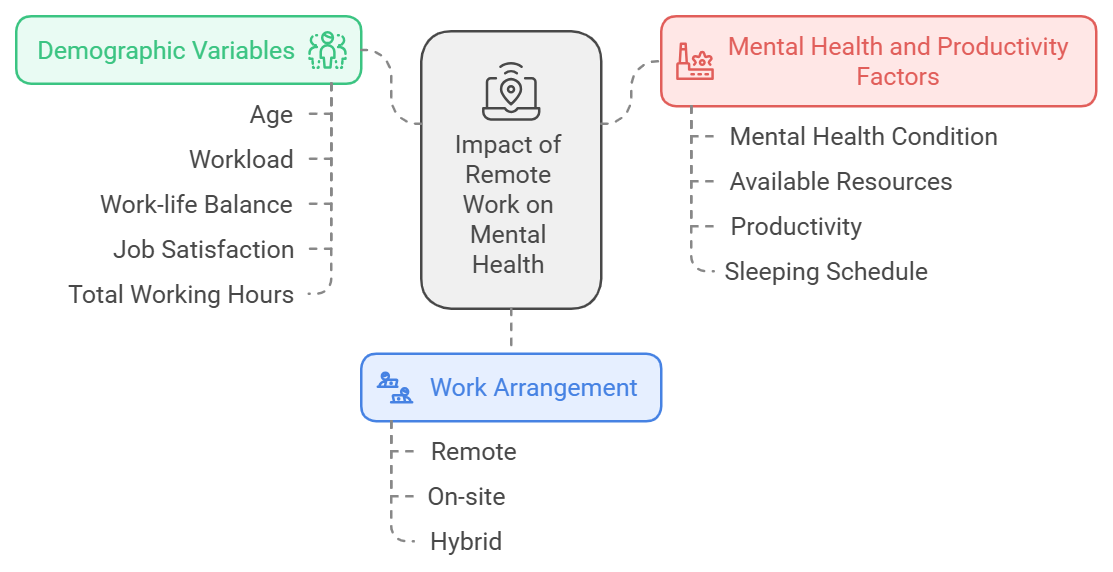 Demographic Variables
Age
Workload
Work-life Balance
Job Satisfaction
Total Working Hours
Impact of
Remote
Work on
Mental
Health
Mental Health and Productivity
Factors
Mental Health Condition
Available Resources
Productivity
Sleeping Schedule
Work Arrangement
Remote
On-site
Hybrid